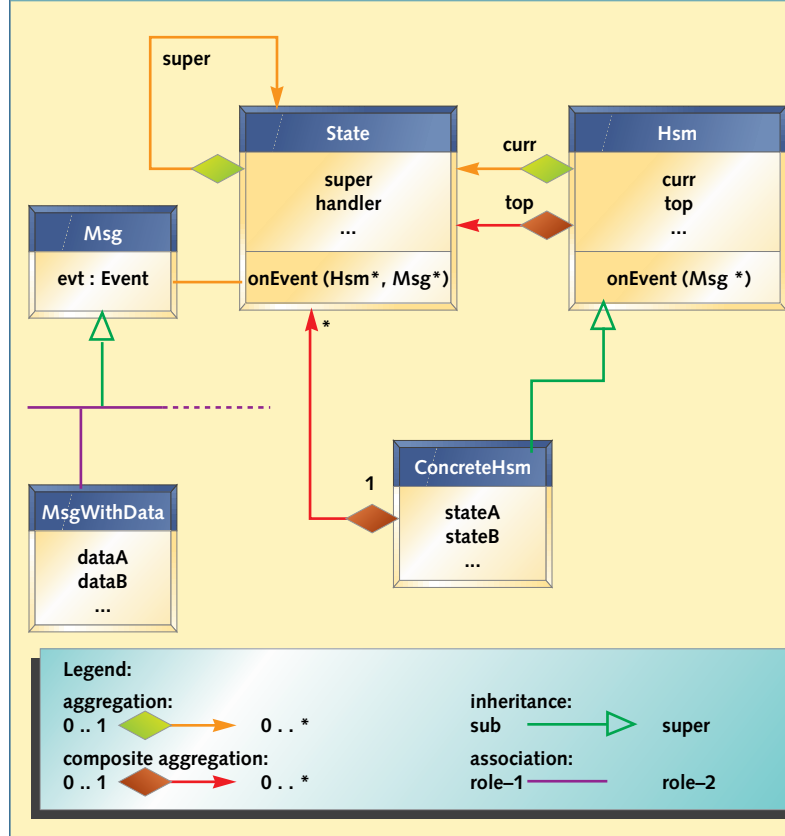 super
State
super
handler
...
onEvent (Hsm*, Msg*)
curr
top
Hsm
curr
top
...
onEvent (Msg *)
Msg
evt : Event
*
1
ConcreteHsm
stateA
stateB
...
MsgWithData
dataA
dataB
...
Legend:
aggregation:
0 .. 1 0 . . *
composite aggregation:
0 .. 1 0 . . *
inheritance:
sub super
association:
role–1 role–2